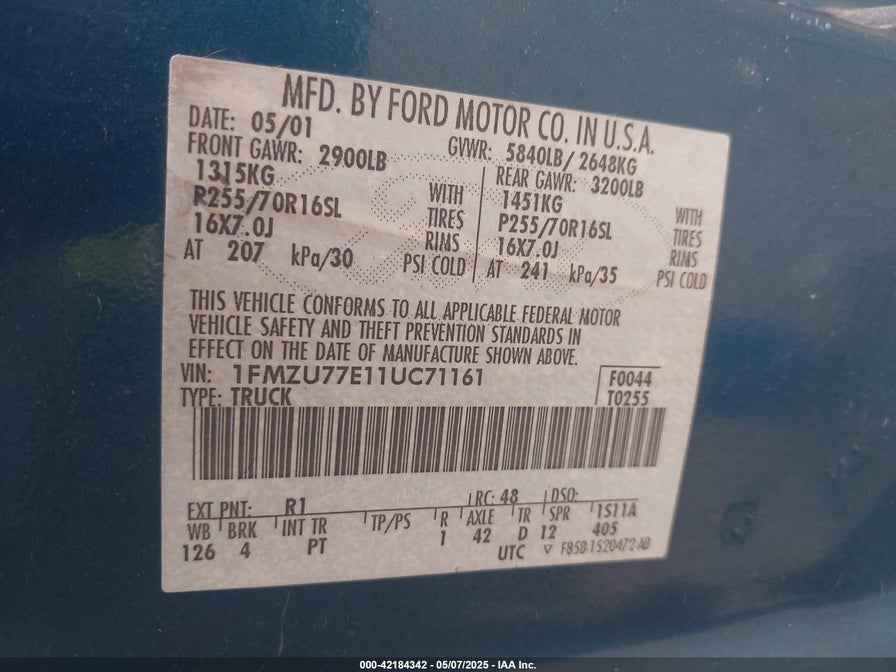 MFD. BY FORD MOTOR CO. IN U.S.A.
DATE: 05/01 GVWR: 5840LB/ 2648KG
FRONT GAWR: 2900LB REAR GAWR: 3200LB
1315KG WITH 1451KG WITH
P255/70R16SL TIRES P255/70R16SL TIRES
16X7.0J RIMS 16X7.0J RIMS
AT 207 kPa/30 PSI COLD AT 241 kPa/35 PSI COLD
THIS VEHICLE CONFORMS TO ALL APPLICABLE FEDERAL MOTOR
VEHICLE SAFETY AND THEFT PREVENTION STANDARDS IN
EFFECT ON THE DATE OF MANUFACTURE SHOWN ABOVE.
VIN: 1FMZU77E11UC71161 F0044
TYPE: TRUCK T0255
EXT PNT: R1 RC: 48 DSO:
WB BRK INT TR TP/PS R AXLE TR SPR 1S11A
126 4 PT 1 42 D 12 405
UTC ▽ F85B-1520472-AB
000-42184342 - 05/07/2025 - IAA Inc.